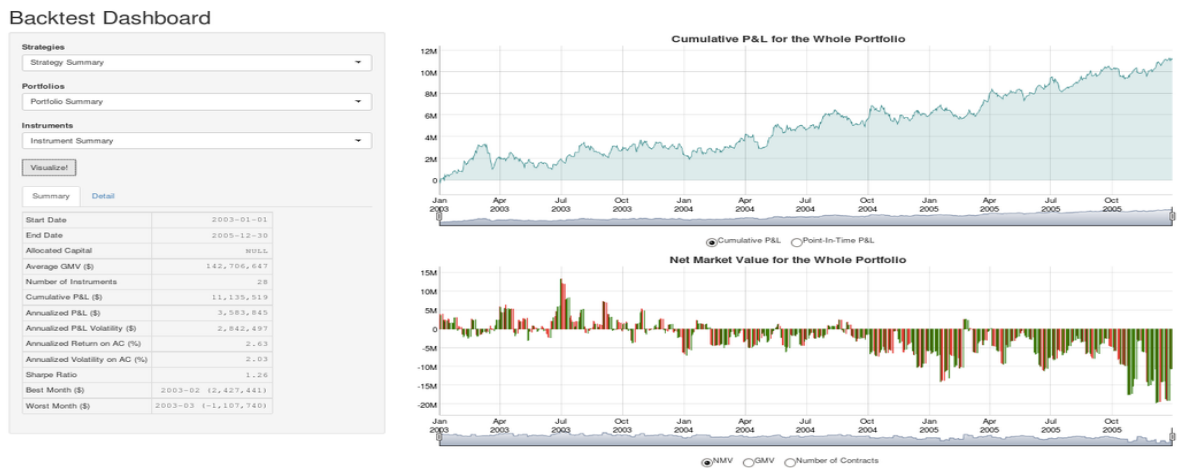 Backtest Dashboard
Strategies
Strategy Summary
Portfolios
Portfolio Summary
Instruments
Instrument Summary
Visualize!
Summary Detail
Start Date 2003-01-01
End Date 2005-12-30
Allocated Capital NULL
Average GMV ($) 142,706,647
Number of Instruments 28
Cumulative P&L ($) 11,135,519
Annualized P&L ($) 3,583,845
Annualized P&L Volatility ($) 2,842,497
Annualized Return on AC (%) 2.63
Annualized Volatility on AC (%) 2.03
Sharpe Ratio 1.26
Best Month ($) 2003-02 (2,427,441)
Worst Month ($) 2003-03 (-1,107,740)
Cumulative P&L for the Whole Portfolio
12M
10M
8M
6M
4M
2M
0
Jan Apr Jul Oct Jan Apr Jul Oct Jan Apr Jul Oct
2003 2003 2003 2003 2004 2004 2004 2004 2005 2005 2005 2005
Cumulative P&L Point-In-Time P&L
Net Market Value for the Whole Portfolio
15M
10M
5M
0
-5M
-10M
-15M
-20M
Jan Apr Jul Oct Jan Apr Jul Oct Jan Apr Jul Oct
2003 2003 2003 2003 2004 2004 2004 2004 2005 2005 2005 2005
NMV GMV Number of Contracts